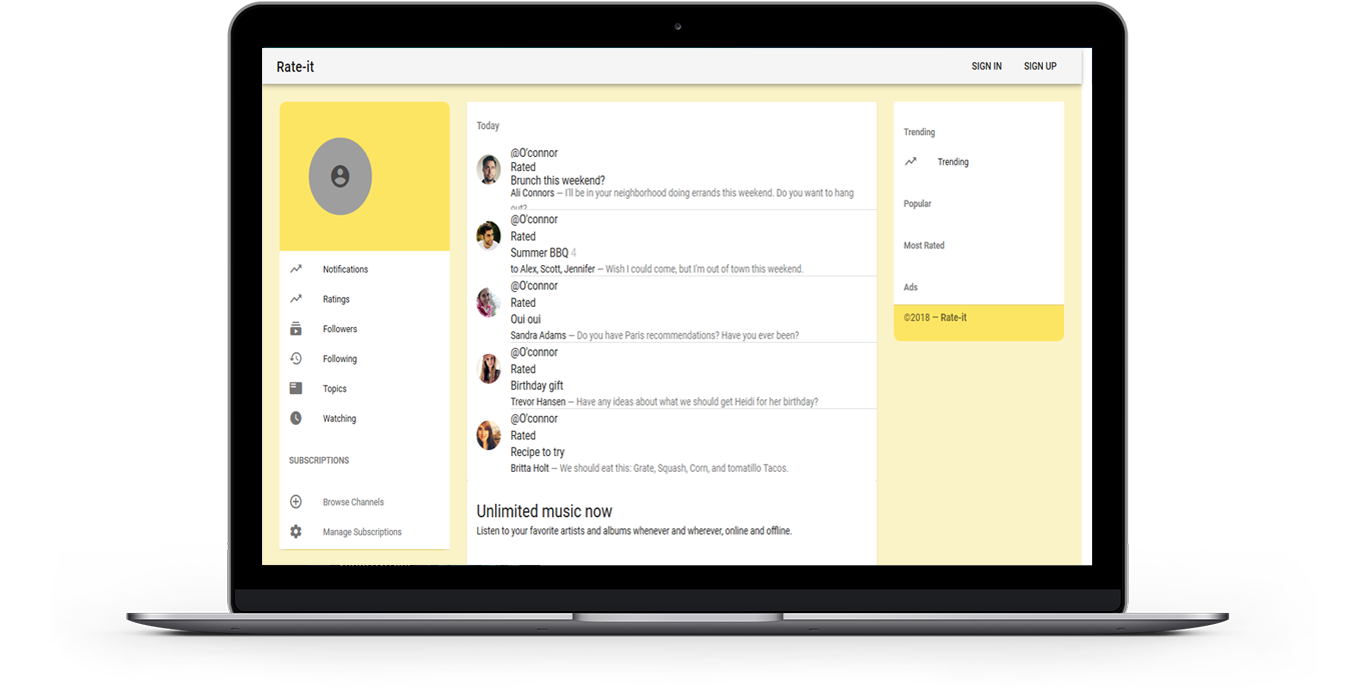 Rate-it
SIGN IN
SIGN UP
Notifications
Ratings
Followers
Following
Topics
Watching
SUBSCRIPTIONS
Browse Channels
Manage Subscriptions
Today
@O'connor
Rated
Brunch this weekend?
Ali Connors — I'll be in your neighborhood doing errands this weekend. Do you want to hang
out?
@O'connor
Rated
Summer BBQ 4
to Alex, Scott, Jennifer — Wish I could come, but I'm out of town this weekend.
@O'connor
Rated
Oui oui
Sandra Adams — Do you have Paris recommendations? Have you ever been?
@O'connor
Rated
Birthday gift
Trevor Hansen — Have any ideas about what we should get Heidi for her birthday?
@O'connor
Rated
Recipe to try
Britta Holt — We should eat this: Grate, Squash, Corn, and tomatillo Tacos.
Unlimited music now
Listen to your favorite artists and albums whenever and wherever, online and offline.
Trending
Trending
Popular
Most Rated
Ads
©2018 — Rate-it